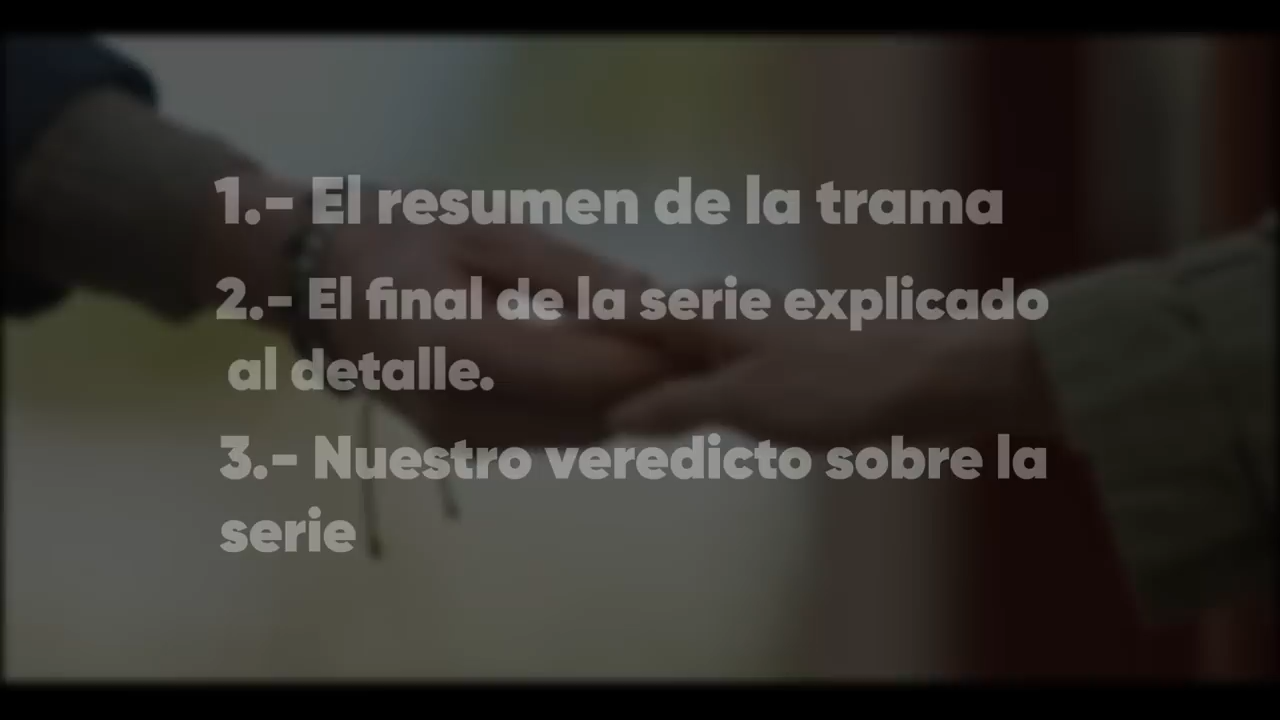 1.- El resumen de la trama
2.- El final de la serie explicado
al detalle.
3.- Nuestro veredicto sobre la
serie